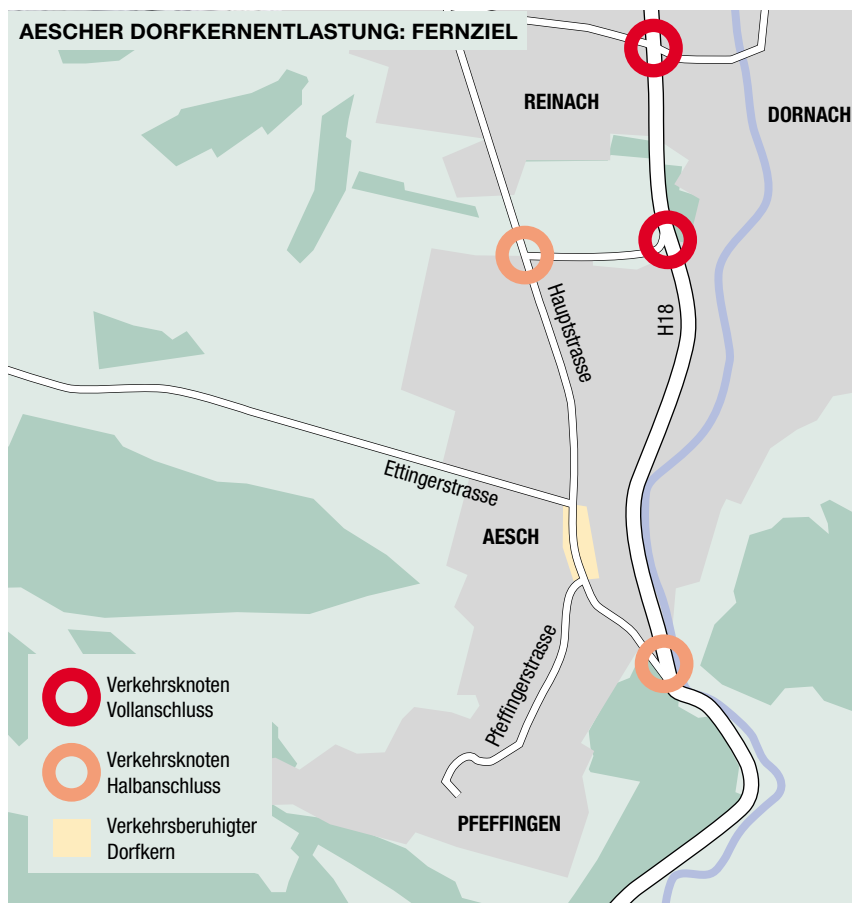 AESCHER DORFKERNENTLASTUNG: FERNZIEL
REINACH
DORNACH
Hauptstrasse
H18
Ettingerstrasse
AESCH
Pfeffingerstrasse
PFEFFINGEN
Verkehrsknoten
Vollanschluss
Verkehrsknoten
Halbanschluss
Verkehrsberuhigter
Dorfkern